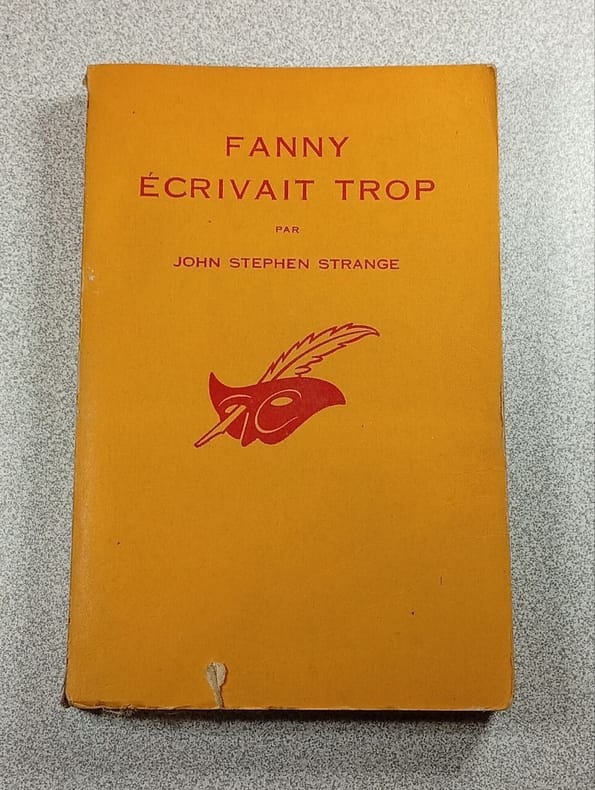 FANNY
ÉCRIVAIT TROP
PAR
JOHN STEPHEN STRANGE